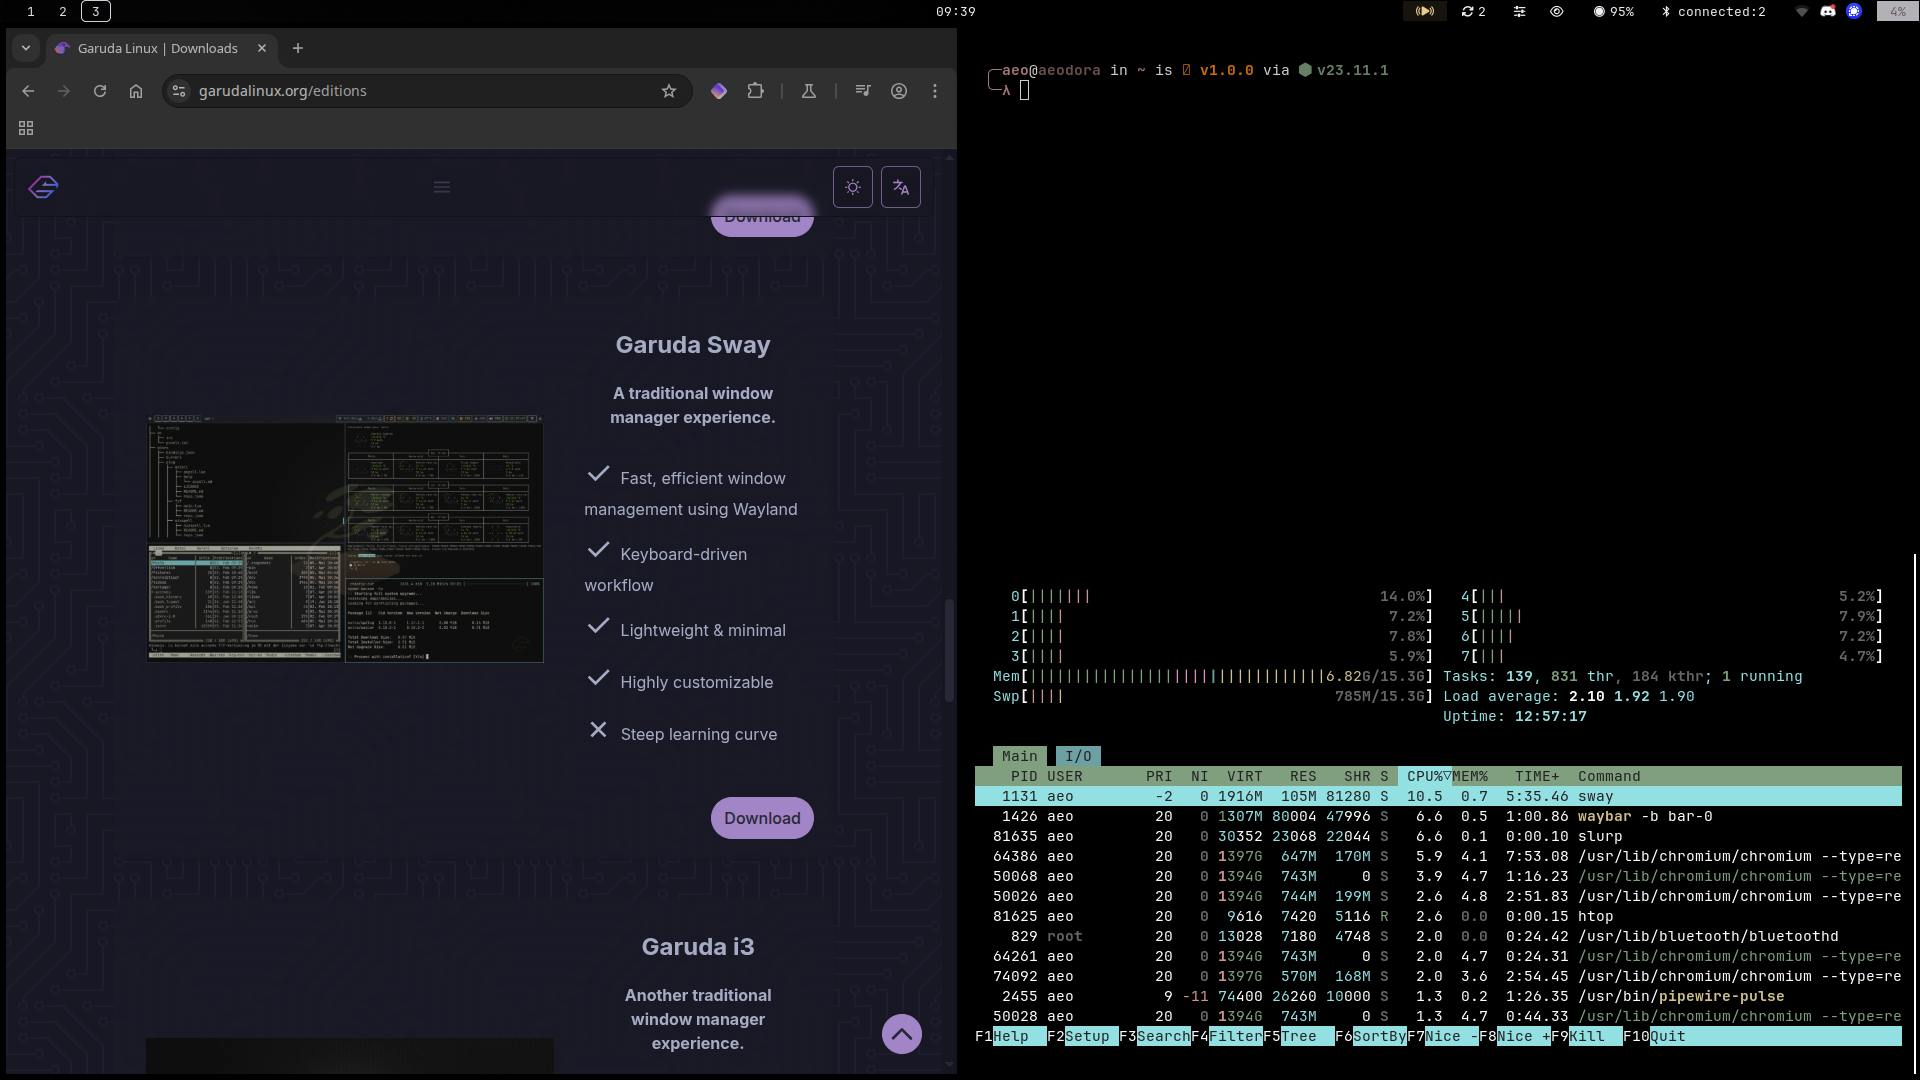 1 2 3
09:39
2
95%
connected:2
4%
Garuda Linux | Downloads
garudalinux.org/editions
Download
Garuda Sway
A traditional window
manager experience.
Fast, efficient window
management using Wayland
Keyboard-driven
workflow
Lightweight & minimal
Highly customizable
Steep learning curve
Download
Garuda i3
Another traditional
window manager
experience.
aeo@aeodora in ~ is v1.0.0 via v23.11.1
λ
0[||||||| 14.0%] 4[||| 5.2%]
1[|||| 7.2%] 5[||||| 7.9%]
2[|||| 7.8%] 6[|||| 7.2%]
3[|||| 5.9%] 7[||| 4.7%]
Mem[|||||||||||||||||||||||||||||||||6.82G/15.3G] Tasks: 139, 831 thr, 184 kthr; 1 running
Swp[|||| 785M/15.3G] Load average: 2.10 1.92 1.90
Uptime: 12:57:17
Main I/O
PID USER PRI NI VIRT RES SHR S CPU%▽MEM% TIME+ Command
1131 aeo -2 0 1916M 105M 81280 S 10.5 0.7 5:35.46 sway
1426 aeo 20 0 1307M 80004 47996 S 6.6 0.5 1:00.86 waybar -b bar-0
81635 aeo 20 0 30352 23068 22044 S 6.6 0.1 0:00.10 slurp
64386 aeo 20 0 1397G 647M 170M S 5.9 4.1 7:53.08 /usr/lib/chromium/chromium --type=re
50068 aeo 20 0 1394G 743M 0 S 3.9 4.7 1:16.23 /usr/lib/chromium/chromium --type=re
50026 aeo 20 0 1394G 744M 199M S 2.6 4.8 2:51.83 /usr/lib/chromium/chromium --type=re
81625 aeo 20 0 9616 7420 5116 R 2.6 0.0 0:00.15 htop
829 root 20 0 13028 7180 4748 S 2.0 0.0 0:24.42 /usr/lib/bluetooth/bluetoothd
64261 aeo 20 0 1394G 743M 0 S 2.0 4.7 0:24.31 /usr/lib/chromium/chromium --type=re
74092 aeo 20 0 1397G 570M 168M S 2.0 3.6 2:54.45 /usr/lib/chromium/chromium --type=re
2455 aeo 9 -11 74400 26260 10000 S 1.3 0.2 1:26.35 /usr/bin/pipewire-pulse
50028 aeo 20 0 1394G 743M 0 S 1.3 4.7 0:44.33 /usr/lib/chromium/chromium --type=re
F1Help F2Setup F3SearchF4FilterF5Tree F6SortByF7Nice -F8Nice +F9Kill F10Quit